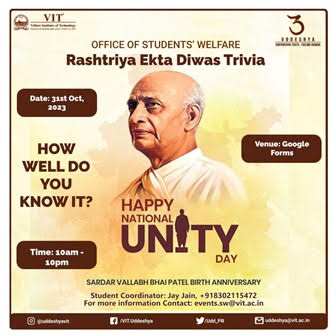 VIT
Vellore Institute of Technology
UDDESHYA
OFFICE OF STUDENTS' WELFARE
Rashtriya Ekta Diwas Trivia
Date: 31st Oct,
2023
Venue: Google
Forms
HOW
WELL DO
YOU
KNOW IT?
HAPPY
NATIONAL
UNITY
DAY
Time: 10am -
10pm
SARDAR VALLABH BHAI PATEL BIRTH ANNIVERSARY
Student Coordinator: Jay Jain, +918302115472
For more information Contact: events.sw@vit.ac.in
@uddeshyavit
/VIT.Uddeshya
/Udd_PR
uddeshya@vit.ac.in